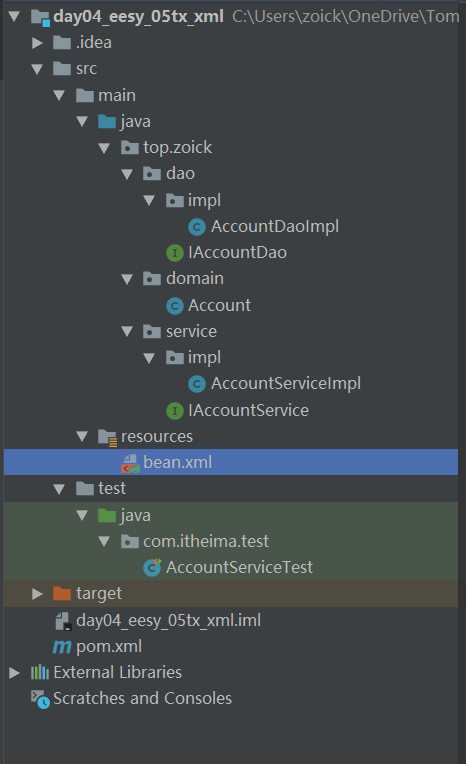 day04_eesy_05tx_xml C:\Users\zoick\OneDrive\Tom
.idea
src
main
java
top.zoick
dao
impl
AccountDaoImpl
IAccountDao
domain
Account
service
impl
AccountServiceImpl
IAccountService
resources
bean.xml
test
java
com.itheima.test
AccountServiceTest
target
day04_eesy_05tx_xml.iml
pom.xml
External Libraries
Scratches and Consoles